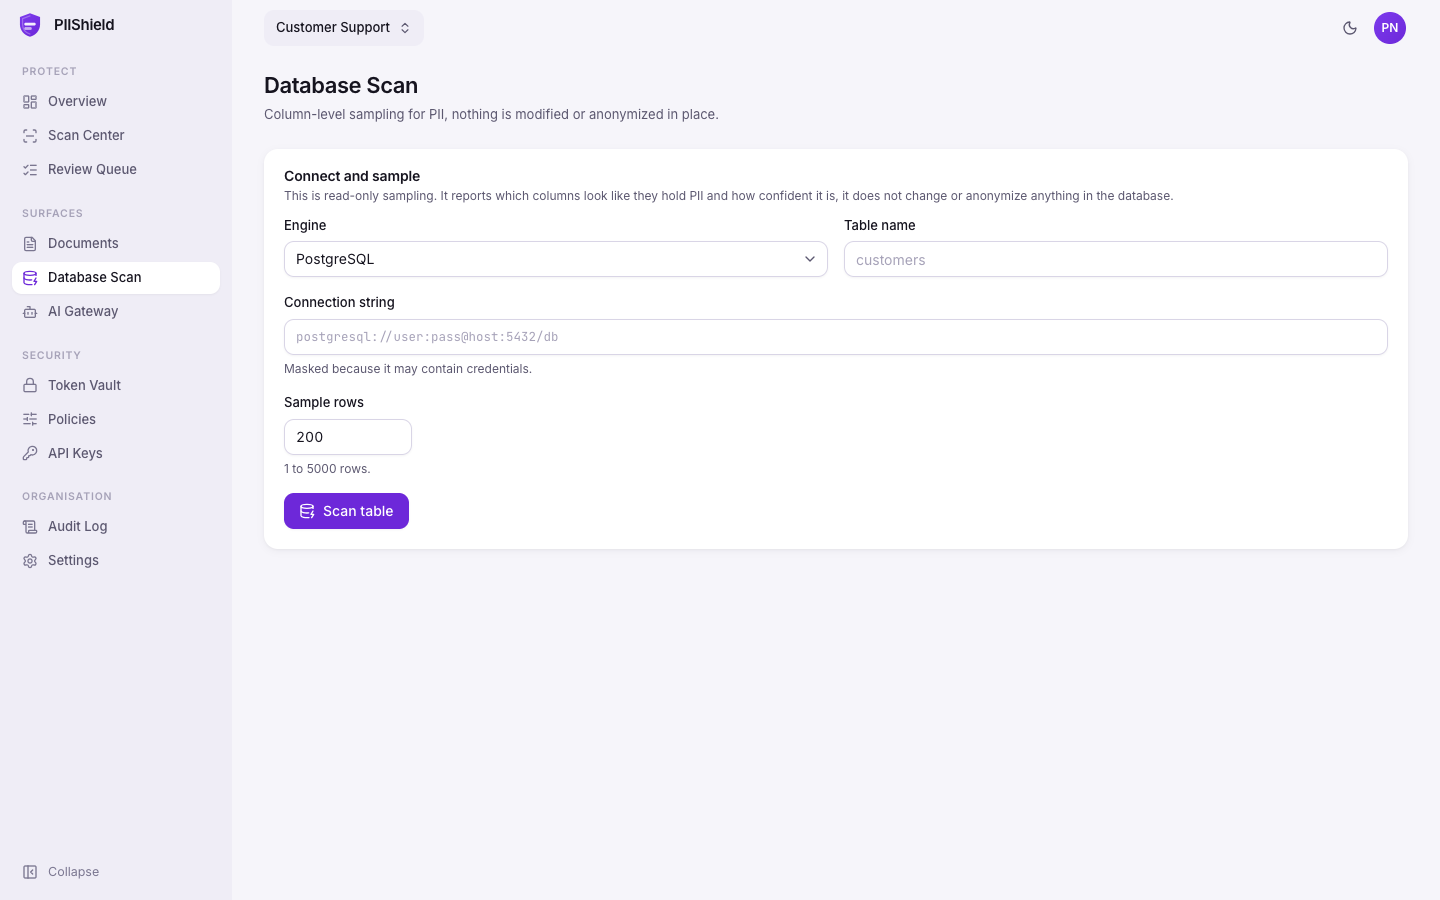 PIIShield
PROTECT
Overview
Scan Center
Review Queue
SURFACES
Documents
Database Scan
AI Gateway
SECURITY
Token Vault
Policies
API Keys
ORGANISATION
Audit Log
Settings
Collapse
Customer Support
PN
Database Scan
Column-level sampling for PII, nothing is modified or anonymized in place.
Connect and sample
This is read-only sampling. It reports which columns look like they hold PII and how confident it is, it does not change or anonymize anything in the database.
Engine
PostgreSQL
Table name
customers
Connection string
postgresql://user:pass@host:5432/db
Masked because it may contain credentials.
Sample rows
200
1 to 5000 rows.
Scan table